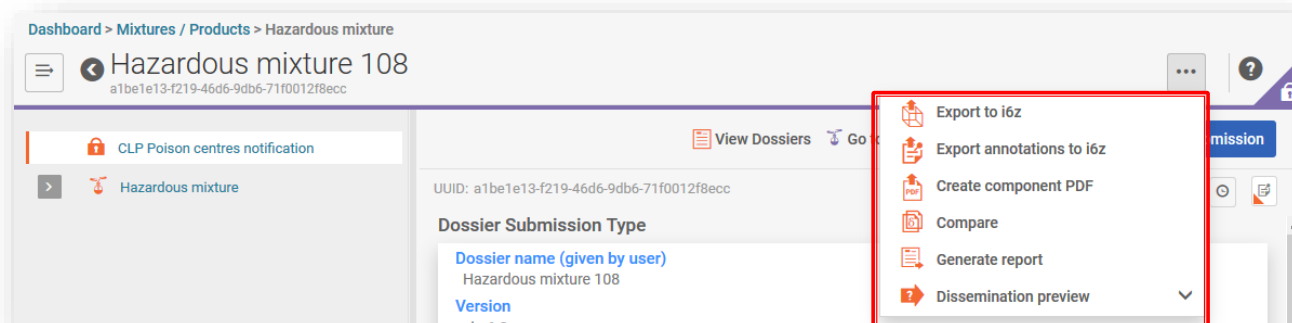 Dashboard > Mixtures / Products > Hazardous mixture
Hazardous mixture 108
a1be1e13-f219-46d6-9db6-71f0012f8ecc
Export to i6z
Export annotations to i6z
Create component PDF
Compare
Generate report
Dissemination preview
CLP Poison centres notification
Hazardous mixture
View Dossiers Go
UUID: a1be1e13-f219-46d6-9db6-71f0012f8ecc
Dossier Submission Type
Dossier name (given by user)
Hazardous mixture 108
Version